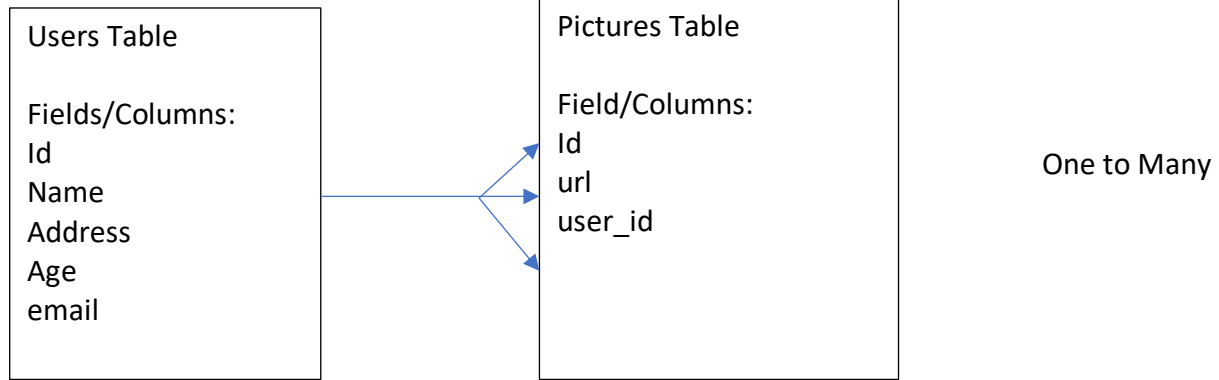 Users Table
Fields/Columns:
Id
Name
Address
Age
email
Pictures Table
Field/Columns:
Id
url
user_id
One to Many